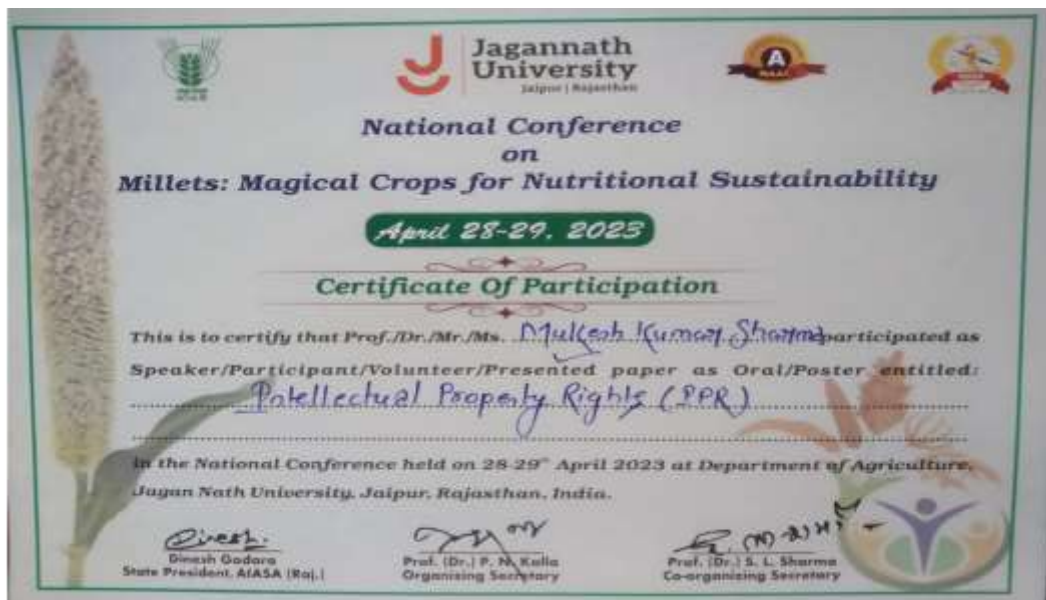 Jagannath
University
Jaipur | Rajasthan
A
National Conference
on
Millets: Magical Crops for Nutritional Sustainability
April 28-29, 2023
Certificate Of Participation
This is to certify that Prof./Dr./Mr./Ms. Mukesh Kumar Sharma participated as
Speaker/Participant/Volunteer/Presented paper as Oral/Poster entitled:
Intellectual Property Rights (IPR)
in the National Conference held on 28-29th April 2023 at Department of Agriculture,
Jagan Nath University, Jaipur, Rajasthan, India.
Dinesh
Dinesh Godara
State President, AIASA (Raj.)
Prof. (Dr.) P. N. Kalla
Organising Secretary
Prof. (Dr.) S. L. Sharma
Co-organising Secretary